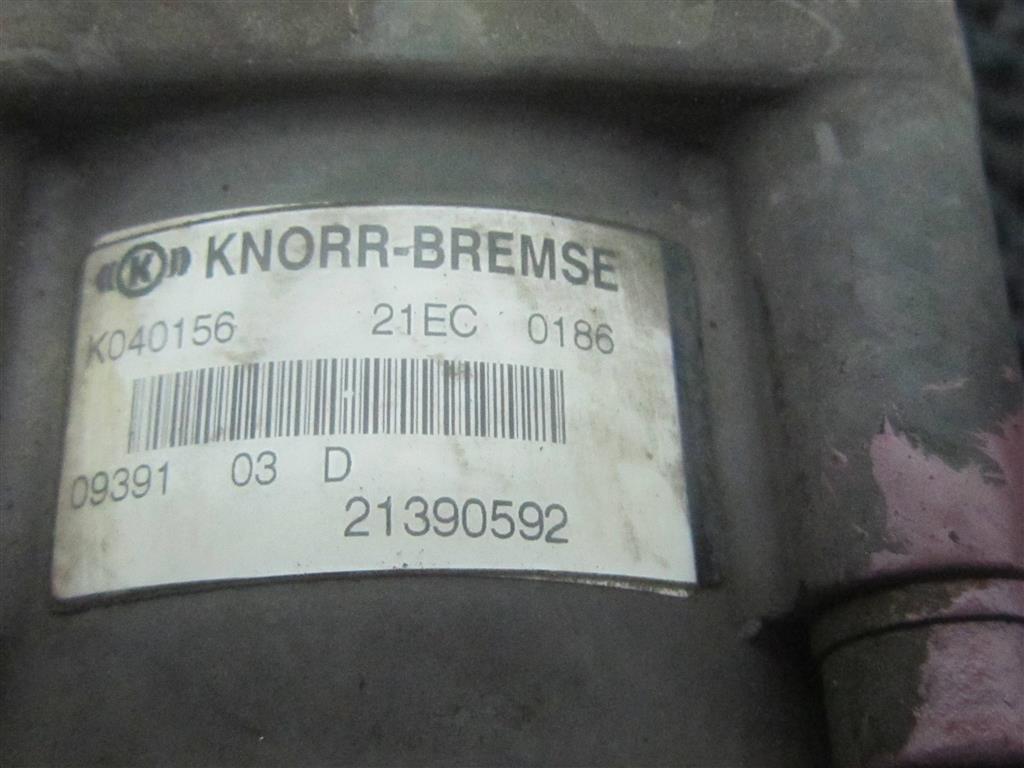 «K» KNORR-BREMSE
K040156 21EC 0186
09391 03 D
21390592